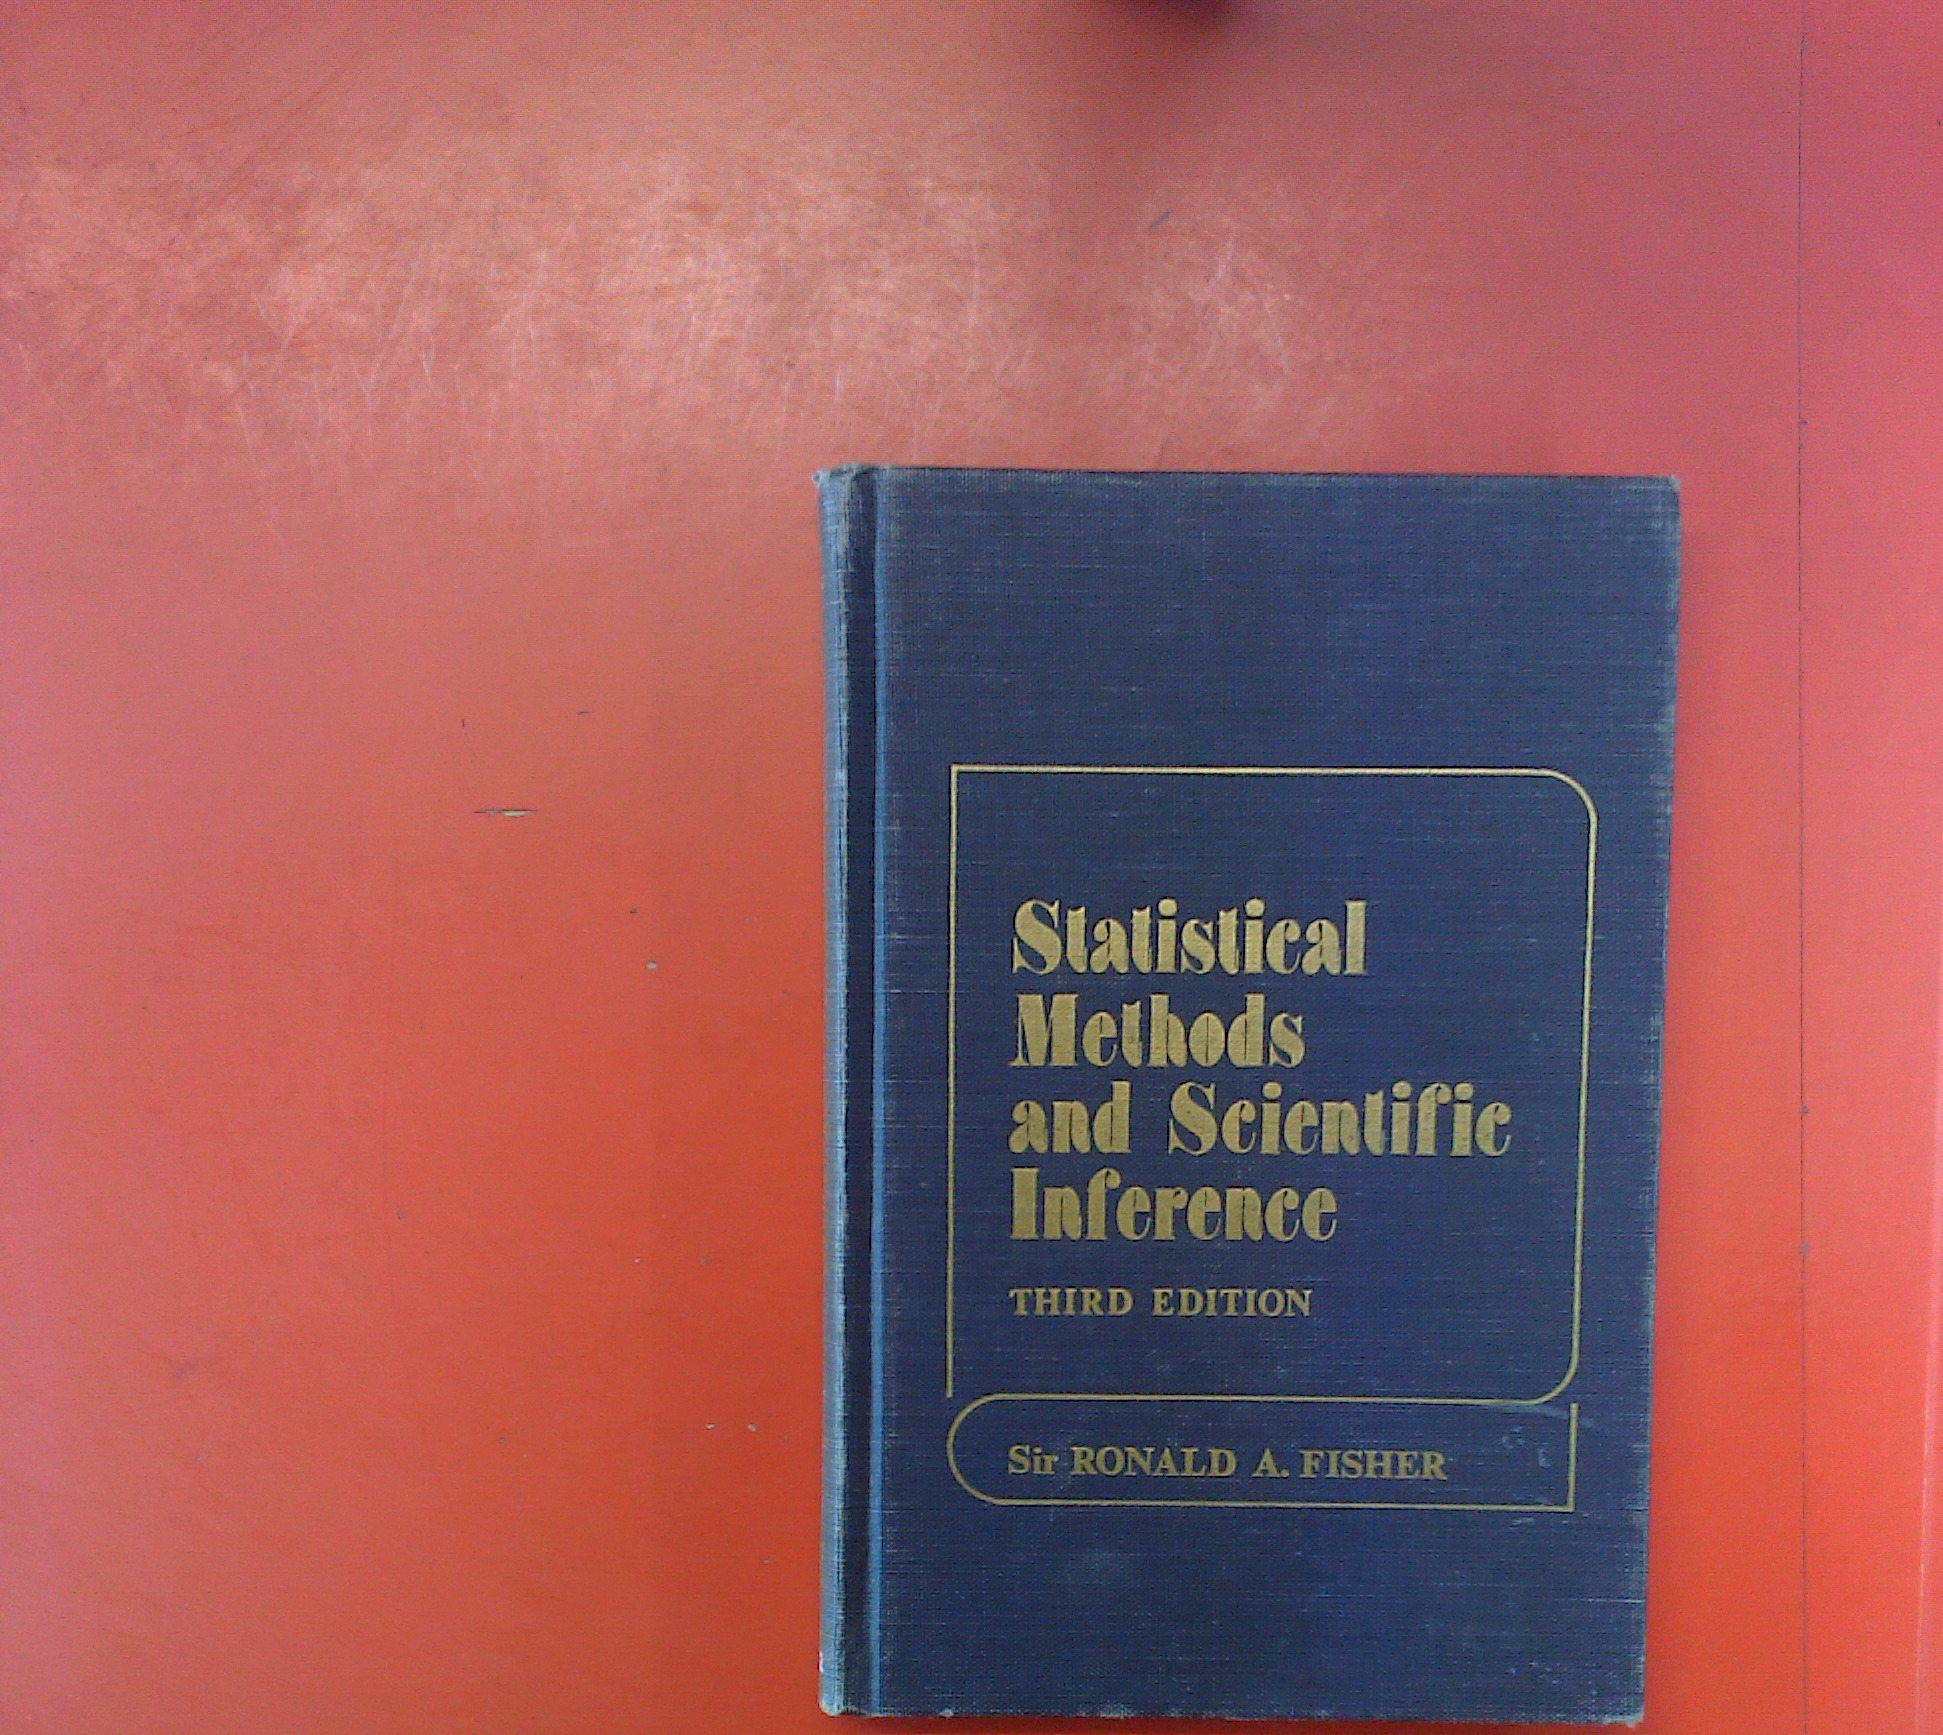 Statistical
Methods
and Scientific
Inference
THIRD EDITION
Sir RONALD A. FISHER